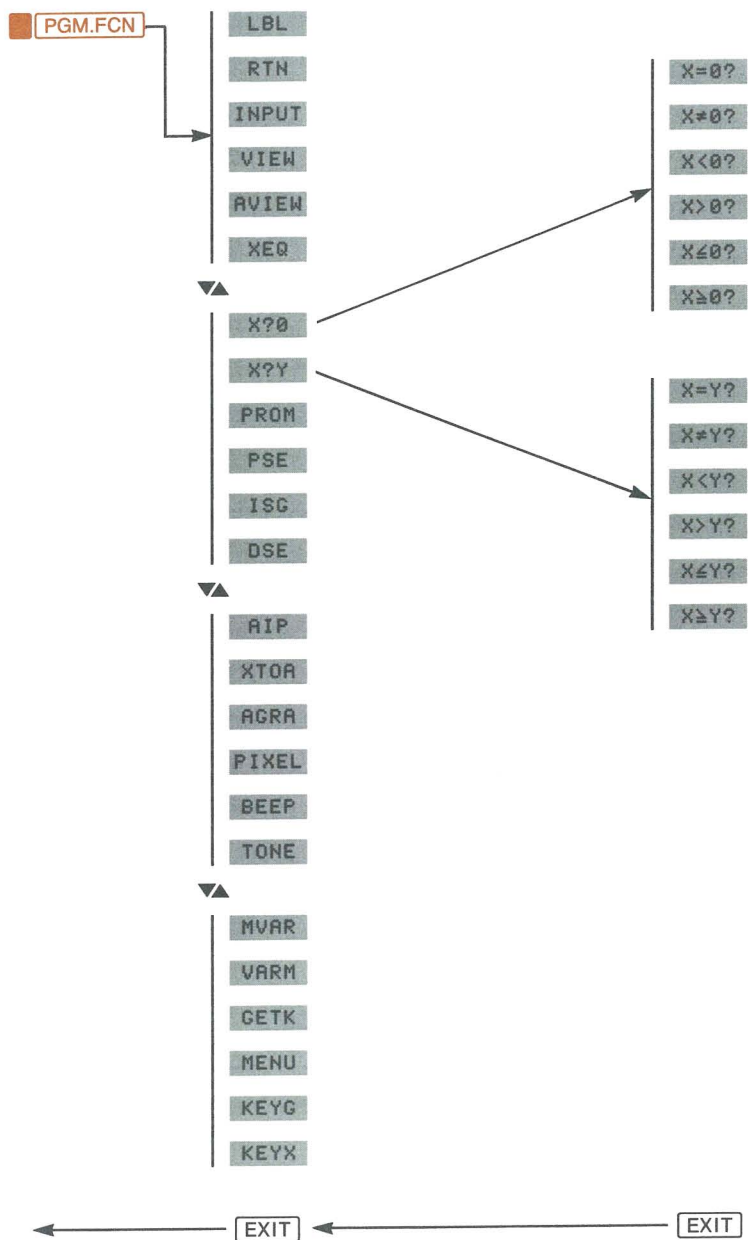 PGM.FCN
LBL
RTN
INPUT
VIEW
AVIEW
XEQ
X?0
X?Y
PROM
PSE
ISG
DSE
AIP
XTOA
AGRA
PIXEL
BEEP
TONE
MVAR
VARM
GETK
MENU
KEYG
KEYX
X=0?
X≠0?
X<0?
X>0?
X≤0?
X≥0?
X=Y?
X≠Y?
X<Y?
X>Y?
X≤Y?
X≥Y?
EXIT
EXIT